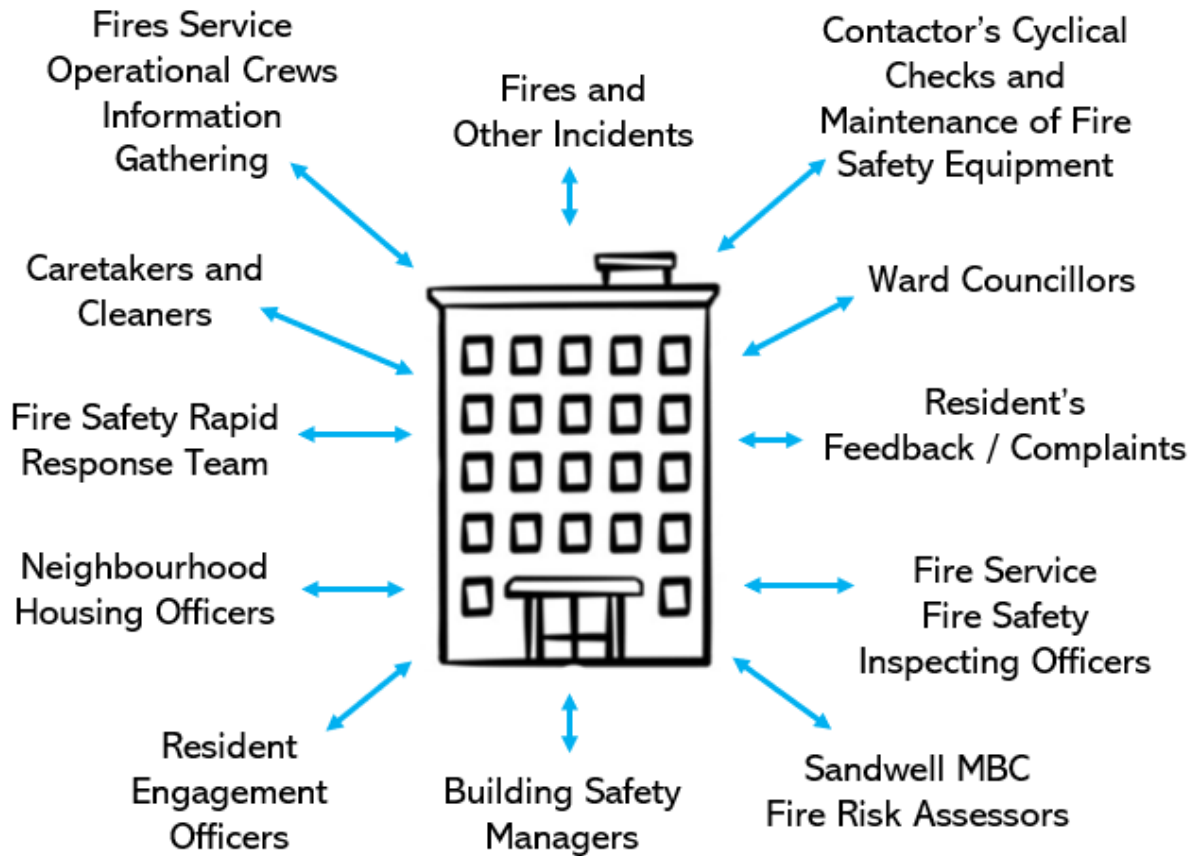 Fires Service
Operational Crews
Information
Gathering
Fires and
Other Incidents
Contactor's Cyclical
Checks and
Maintenance of Fire
Safety Equipment
Caretakers and
Cleaners
Ward Councillors
Fire Safety Rapid
Response Team
Resident's
Feedback / Complaints
Neighbourhood
Housing Officers
Fire Service
Fire Safety
Inspecting Officers
Resident
Engagement
Officers
Building Safety
Managers
Sandwell MBC
Fire Risk Assessors